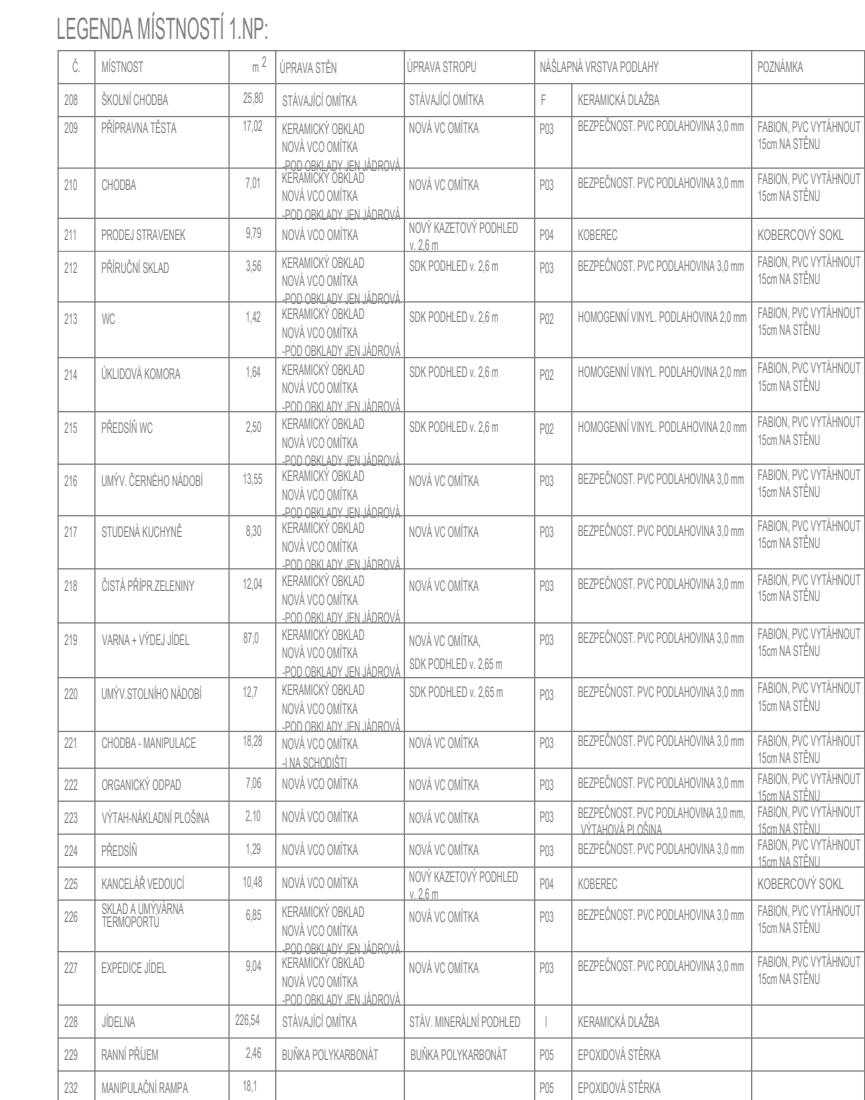 LEGENDA MÍSTNOSTÍ 1.NP:
Č. MÍSTNOST m 2 ÚPRAVA STĚN ÚPRAVA STROPU NÁŠLAPNÁ VRSTVA PODLAHY POZNÁMKA
208 ŠKOLNÍ CHODBA 25,80 STÁVAJÍCÍ OMÍTKA STÁVAJÍCÍ OMÍTKA F KERAMICKÁ DLAŽBA
209 PŘÍPRAVNA TĚSTA 17,02 KERAMICKÝ OBKLAD NOVÁ VC OMÍTKA P03 BEZPEČNOST. PVC PODLAHOVINA 3,0 mm FABION, PVC VYTÁHNOUT
NOVÁ VC OMÍTKA 15cm NA STĚNU
-POD OBKLADY JEN JÁDROVÁ
210 CHODBA 7,01 KERAMICKÝ OBKLAD NOVÁ VC OMÍTKA P03 BEZPEČNOST. PVC PODLAHOVINA 3,0 mm FABION, PVC VYTÁHNOUT
NOVÁ VCO OMÍTKA 15cm NA STĚNU
-POD OBKLADY JEN JÁDROVÁ
211 PRODEJ STRAVENEK 9,79 NOVÁ VCO OMÍTKA NOVÝ KAZETOVÝ PODHLED P04 KOBEREC KOBERCOVÝ SOKL
v. 2,6 m
212 PŘÍRUČNÍ SKLAD 3,56 KERAMICKÝ OBKLAD SDK PODHLED v. 2,6 m P03 BEZPEČNOST. PVC PODLAHOVINA 3,0 mm FABION, PVC VYTÁHNOUT
NOVÁ VCO OMÍTKA 15cm NA STĚNU
-POD OBKLADY JEN JÁDROVÁ
213 WC 1,42 KERAMICKÝ OBKLAD SDK PODHLED v. 2,6 m P02 HOMOGENNÍ VINYL. PODLAHOVINA 2,0 mm FABION, PVC VYTÁHNOUT
NOVÁ VCO OMÍTKA 15cm NA STĚNU
-POD OBKLADY JEN JÁDROVÁ
214 ÚKLIDOVÁ KOMORA 1,64 KERAMICKÝ OBKLAD SDK PODHLED v. 2,6 m P02 HOMOGENNÍ VINYL. PODLAHOVINA 2,0 mm FABION, PVC VYTÁHNOUT
NOVÁ VCO OMÍTKA 15cm NA STĚNU
-POD OBKLADY JEN JÁDROVÁ
215 PŘEDSÍŇ WC 2,50 KERAMICKÝ OBKLAD SDK PODHLED v. 2,6 m P02 HOMOGENNÍ VINYL. PODLAHOVINA 2,0 mm FABION, PVC VYTÁHNOUT
NOVÁ VCO OMÍTKA 15cm NA STĚNU
-POD OBKLADY JEN JÁDROVÁ
216 UMÝV. ČERNÉHO NÁDOBÍ 13,55 KERAMICKÝ OBKLAD NOVÁ VC OMÍTKA P03 BEZPEČNOST. PVC PODLAHOVINA 3,0 mm FABION, PVC VYTÁHNOUT
NOVÁ VCO OMÍTKA 15cm NA STĚNU
-POD OBKLADY JEN JÁDROVÁ
217 STUDENÁ KUCHYNĚ 8,30 KERAMICKÝ OBKLAD NOVÁ VC OMÍTKA P03 BEZPEČNOST. PVC PODLAHOVINA 3,0 mm FABION, PVC VYTÁHNOUT
NOVÁ VCO OMÍTKA 15cm NA STĚNU
-POD OBKLADY JEN JÁDROVÁ
218 ČISTÁ PŘÍPR.ZELENINY 12,04 KERAMICKÝ OBKLAD NOVÁ VC OMÍTKA P03 BEZPEČNOST. PVC PODLAHOVINA 3,0 mm FABION, PVC VYTÁHNOUT
NOVÁ VCO OMÍTKA 15cm NA STĚNU
-POD OBKLADY JEN JÁDROVÁ
219 VARNA + VÝDEJ JÍDEL 87,0 KERAMICKÝ OBKLAD NOVÁ VC OMÍTKA, P03 BEZPEČNOST. PVC PODLAHOVINA 3,0 mm FABION, PVC VYTÁHNOUT
NOVÁ VCO OMÍTKA SDK PODHLED v. 2,65 m 15cm NA STĚNU
-POD OBKLADY JEN JÁDROVÁ
220 UMÝV.STOLNÍHO NÁDOBÍ 12,7 KERAMICKÝ OBKLAD SDK PODHLED v. 2,65 m P03 BEZPEČNOST. PVC PODLAHOVINA 3,0 mm FABION, PVC VYTÁHNOUT
NOVÁ VCO OMÍTKA 15cm NA STĚNU
-POD OBKLADY JEN JÁDROVÁ
221 CHODBA - MANIPULACE 18,28 NOVÁ VCO OMÍTKA NOVÁ VC OMÍTKA P03 BEZPEČNOST. PVC PODLAHOVINA 3,0 mm FABION, PVC VYTÁHNOUT
-I NA SCHODIŠTI 15cm NA STĚNU
222 ORGANICKÝ ODPAD 7,06 NOVÁ VCO OMÍTKA NOVÁ VC OMÍTKA P03 BEZPEČNOST. PVC PODLAHOVINA 3,0 mm FABION, PVC VYTÁHNOUT
15cm NA STĚNU
223 VÝTAH-NÁKLADNÍ PLOŠINA 2,10 NOVÁ VCO OMÍTKA NOVÁ VC OMÍTKA P03 BEZPEČNOST. PVC PODLAHOVINA 3,0 mm, FABION, PVC VYTÁHNOUT
VÝTAHOVÁ PLOŠINA 15cm NA STĚNU
224 PŘEDSÍŇ 1,29 NOVÁ VCO OMÍTKA NOVÁ VC OMÍTKA P03 BEZPEČNOST. PVC PODLAHOVINA 3,0 mm FABION, PVC VYTÁHNOUT
15cm NA STĚNU
225 KANCELÁŘ VEDOUCÍ 10,48 NOVÁ VCO OMÍTKA NOVÝ KAZETOVÝ PODHLED P04 KOBEREC KOBERCOVÝ SOKL
v. 2,6 m
226 SKLAD A UMÝVÁRNA 6,85 KERAMICKÝ OBKLAD NOVÁ VC OMÍTKA P03 BEZPEČNOST. PVC PODLAHOVINA 3,0 mm FABION, PVC VYTÁHNOUT
TERMOPORTŮ NOVÁ VCO OMÍTKA 15cm NA STĚNU
-POD OBKLADY JEN JÁDROVÁ
227 EXPEDICE JÍDEL 9,04 KERAMICKÝ OBKLAD NOVÁ VC OMÍTKA P03 BEZPEČNOST. PVC PODLAHOVINA 3,0 mm FABION, PVC VYTÁHNOUT
NOVÁ VCO OMÍTKA 15cm NA STĚNU
-POD OBKLADY JEN JÁDROVÁ
228 JÍDELNA 226,54 STÁVAJÍCÍ OMÍTKA STÁV. MINERÁLNÍ PODHLED I KERAMICKÁ DLAŽBA
229 RANNÍ PŘÍJEM 2,46 BUŇKA POLYKARBONÁT BUŇKA POLYKARBONÁT P05 EPOXIDOVÁ STĚRKA
232 MANIPULAČNÍ RAMPA 18,1 P05 EPOXIDOVÁ STĚRKA